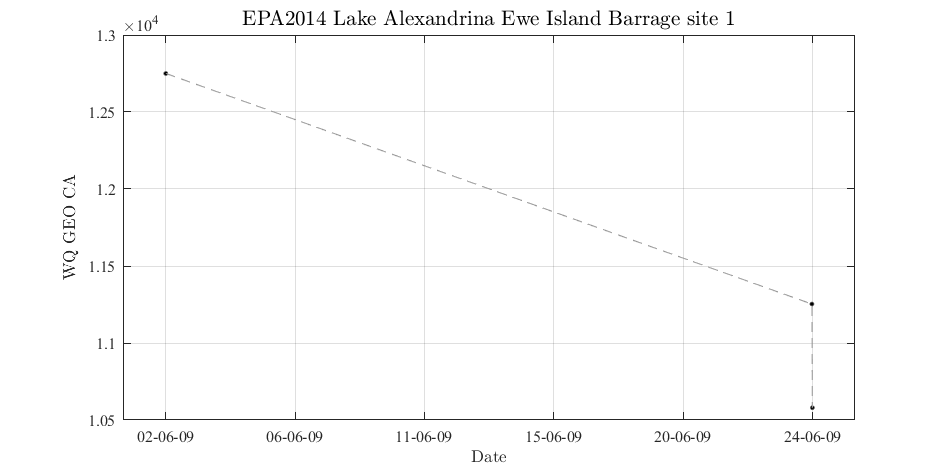 EPA2014 Lake Alexandrina Ewe Island Barrage site 1
×10⁴
1.3
1.25
1.2
1.15
1.1
1.05
WQ GEO CA
02-06-09 06-06-09 11-06-09 15-06-09 20-06-09 24-06-09
Date